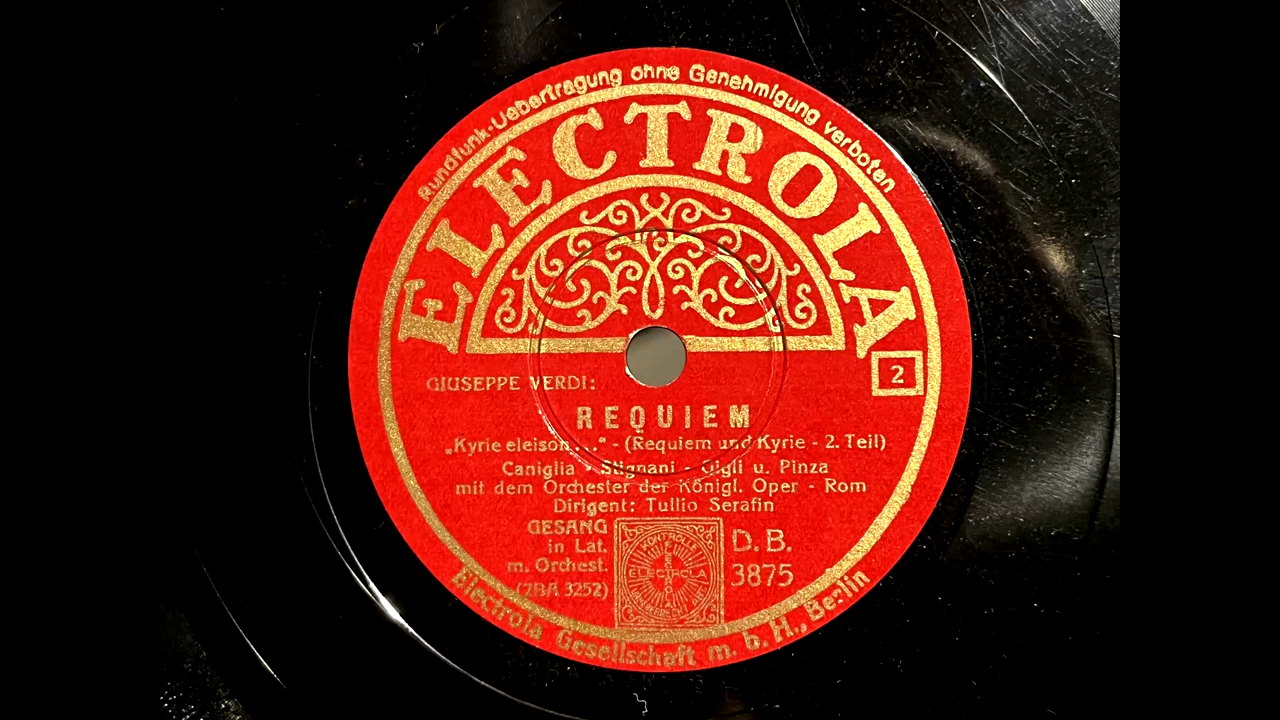 Rundfunk-Uebertragung ohne Genehmigung verboten
ELECTROLA
2
GIUSEPPE VERDI:
REQUIEM
„Kyrie eleison...“ - (Requiem und Kyrie - 2. Teil)
Caniglia - Stignani - Gigli u. Pinza
mit dem Orchester der Königl. Oper - Rom
Dirigent: Tullio Serafin
GESANG
in Lat.
m. Orchest.
(2BA 3252)
KONTROLLE
ELECTROLA
D.B.
3875
Electrola Gesellschaft m. b. H., Berlin